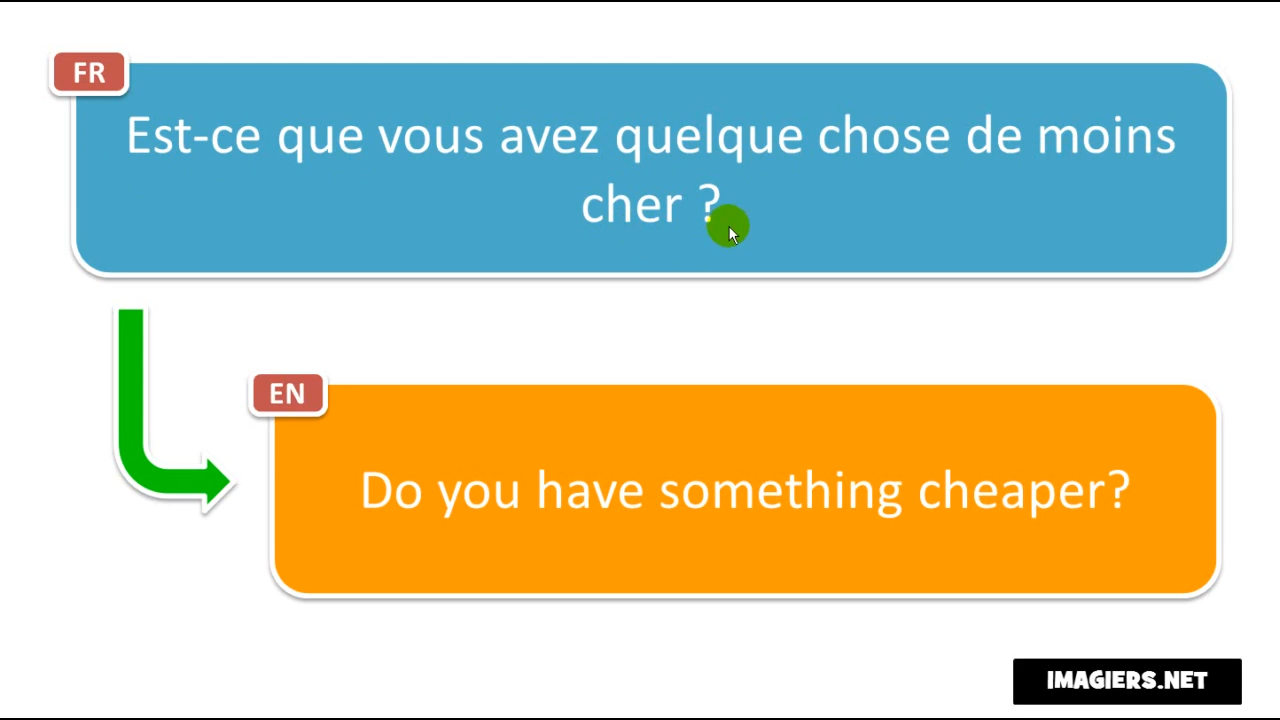 FR
Est-ce que vous avez quelque chose de moins
cher ?
EN
Do you have something cheaper?
IMAGIERS.NET